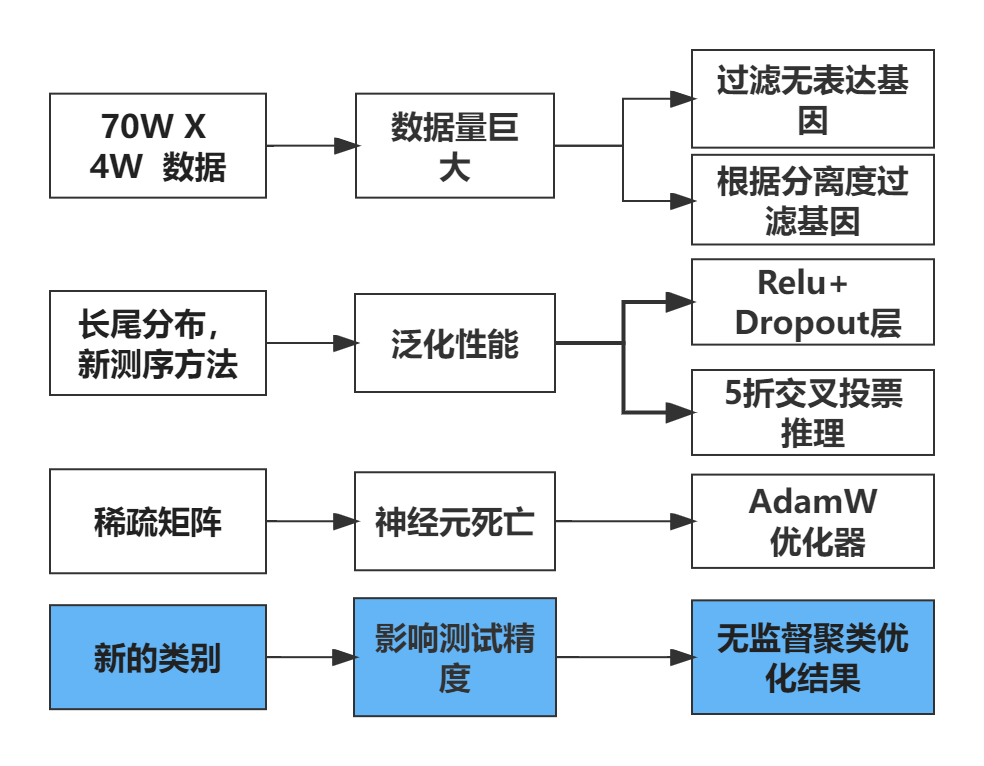 70W X
4W 数据
数据量巨
大
过滤无表达基
因
根据分离度过
滤基因
长尾分布，
新测序方法
泛化性能
Relu+
Dropout层
5折交叉投票
推理
稀疏矩阵
神经元死亡
AdamW
优化器
新的类别
影响测试精
度
无监督聚类优
化结果